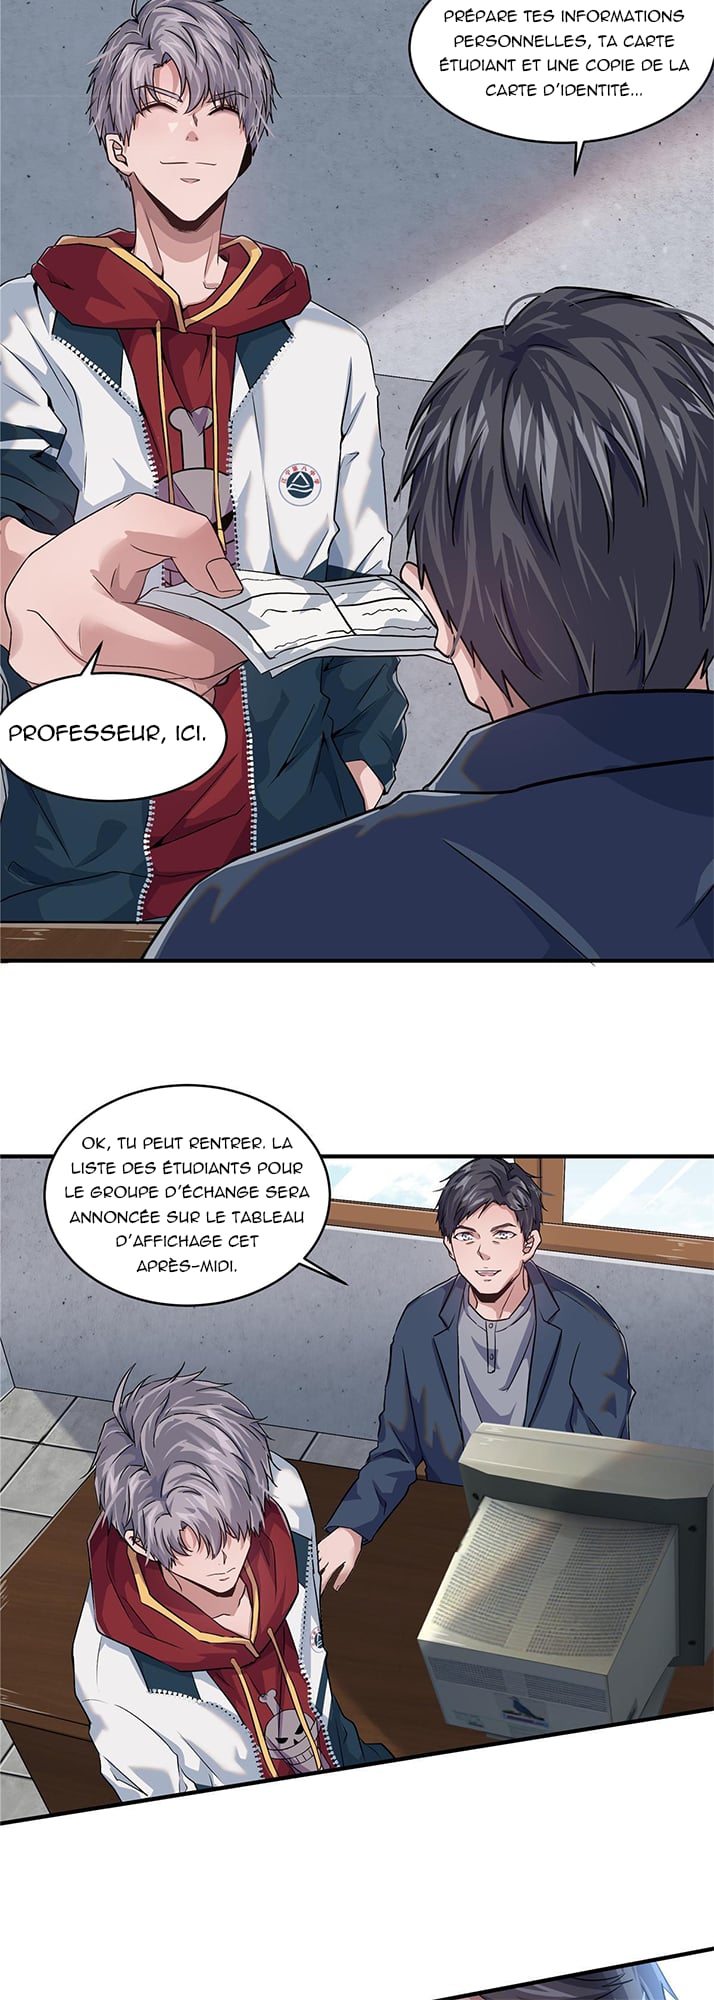 PRÉPARE TES INFORMATIONS
PERSONNELLES, TA CARTE
ÉTUDIANT ET UNE COPIE DE LA
CARTE D'IDENTITÉ...
PROFESSEUR, ICI.
OK, TU PEUT RENTRER. LA
LISTE DES ÉTUDIANTS POUR
LE GROUPE D'ÉCHANGE SERA
ANNONCÉE SUR LE TABLEAU
D'AFFICHAGE CET
APRÈS-MIDI.